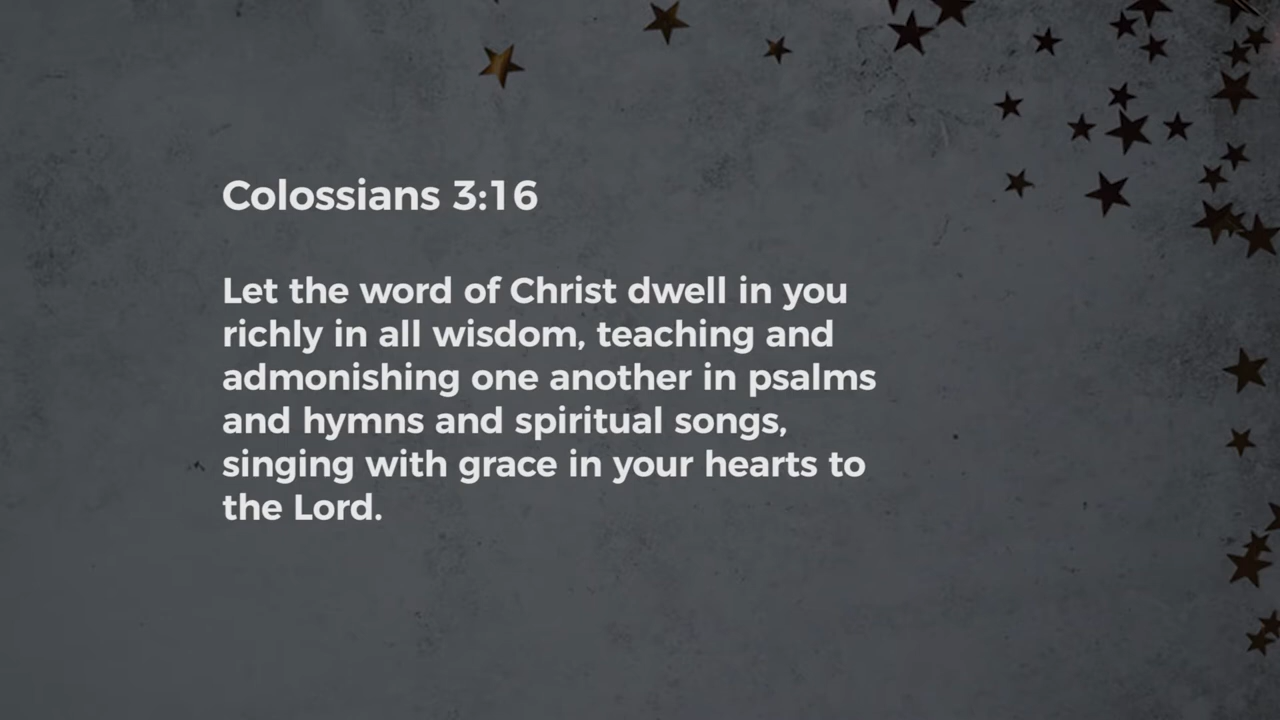 Colossians 3:16
Let the word of Christ dwell in you
richly in all wisdom, teaching and
admonishing one another in psalms
and hymns and spiritual songs,
singing with grace in your hearts to
the Lord.